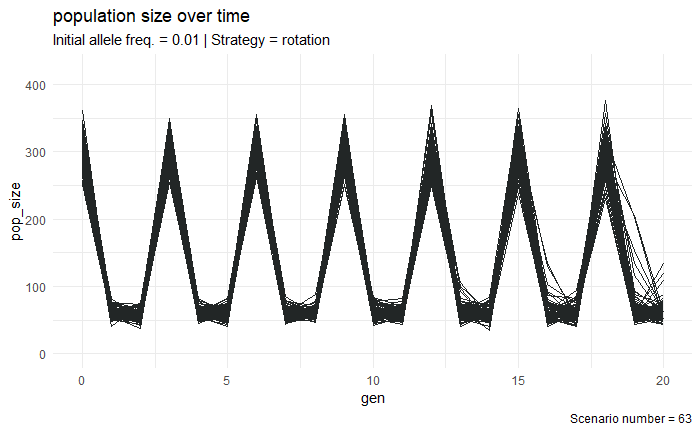 population size over time
Initial allele freq. = 0.01 | Strategy = rotation
400
300
200
100
0
pop_size
0 5 10 15 20
gen
Scenario number = 63